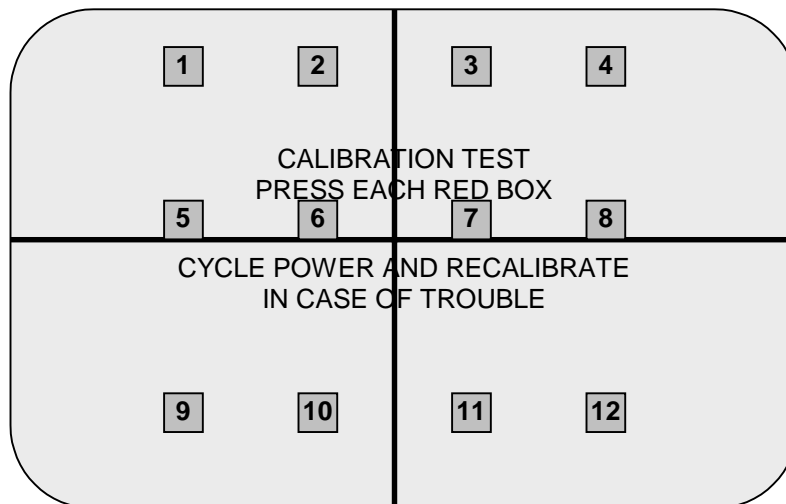 1 2 3 4
CALIBRATION TEST
PRESS EACH RED BOX
5 6 7 8
CYCLE POWER AND RECALIBRATE
IN CASE OF TROUBLE
9 10 11 12